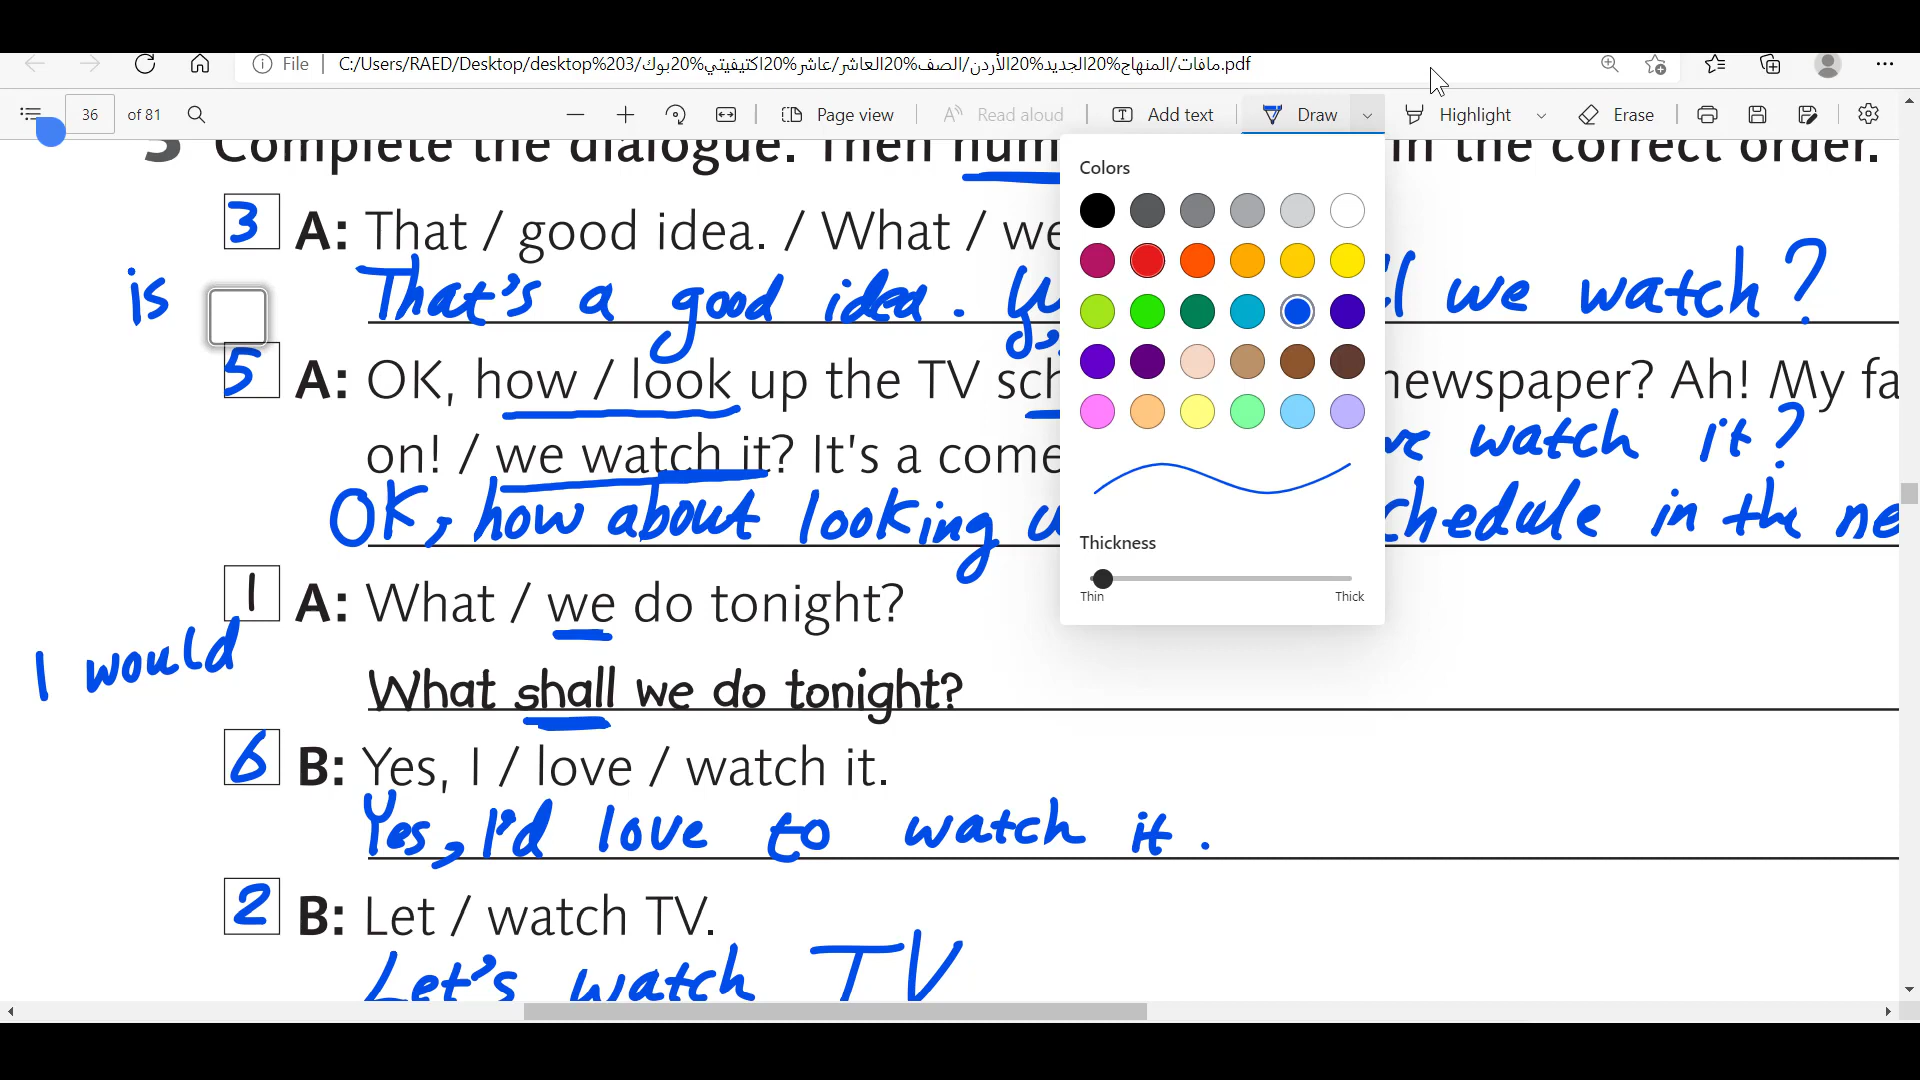 File C:/Users/RAED/Desktop/desktop%203/مافات/المنهاج%20الجديد%20الأردن/الصف%20العاشر/عاشر%20اكتيفيتي%20بوك.pdf
36 of 81 Page view Read aloud Add text Draw Highlight Erase
3 Complete the dialogue. Then num in the correct order.
Colors
3 A: That / good idea. / What / we
is That's a good idea. we watch?
5 A: OK, how / look up the TV sch newspaper? Ah! My fa
on! / we watch it? It's a come we watch it?
OK, how about looking chedule in the ne
Thickness
Thin Thick
1 A: What / we do tonight?
I would
What shall we do tonight?
6 B: Yes, I / love / watch it.
Yes, I'd love to watch it.
2 B: Let / watch TV.
Let's watch TV